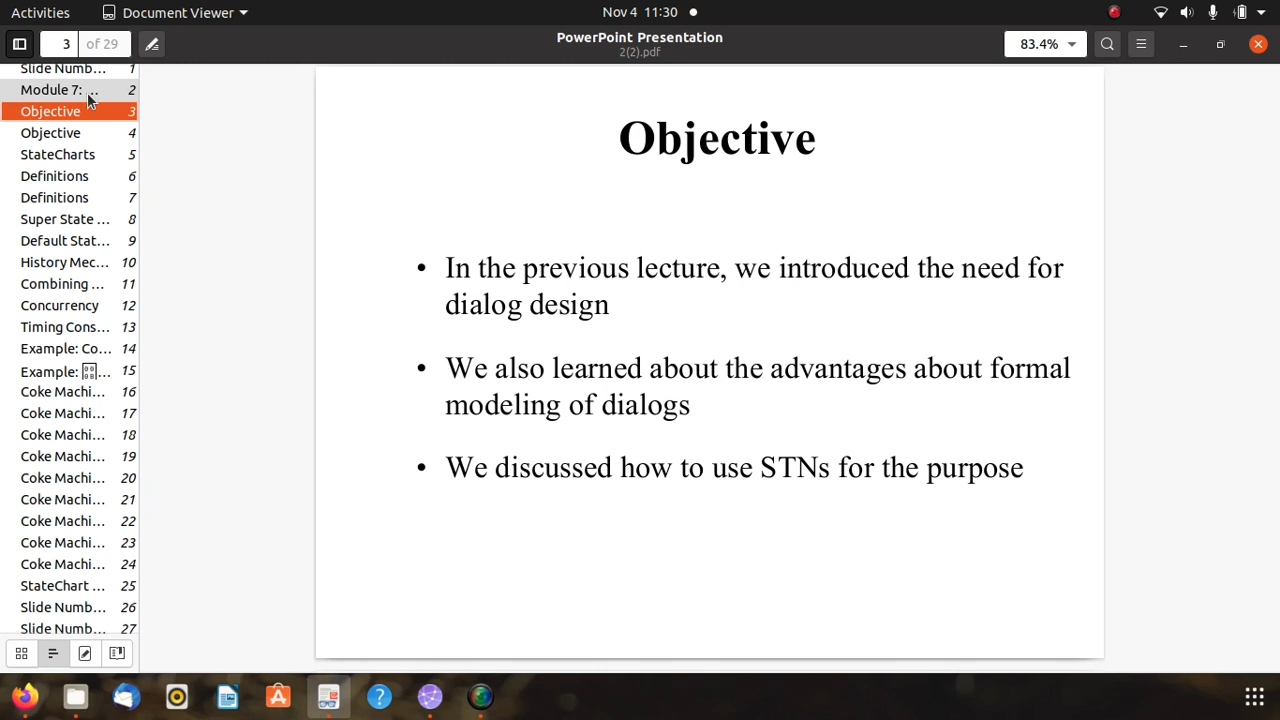 Activities
Document Viewer
Nov 4 11:30
3
of 29
PowerPoint Presentation
2(2).pdf
83.4%
Slide Numb... 1
Module 7: ... 2
Objective 3
Objective 4
StateCharts 5
Definitions 6
Definitions 7
Super State ... 8
Default Stat... 9
History Mec... 10
Combining ... 11
Concurrency 12
Timing Cons... 13
Example: Co... 14
Example: ... 15
Coke Machi... 16
Coke Machi... 17
Coke Machi... 18
Coke Machi... 19
Coke Machi... 20
Coke Machi... 21
Coke Machi... 22
Coke Machi... 23
Coke Machi... 24
StateChart ... 25
Slide Numb... 26
Slide Numb... 27
Objective
• In the previous lecture, we introduced the need for
dialog design
• We also learned about the advantages about formal
modeling of dialogs
• We discussed how to use STNs for the purpose